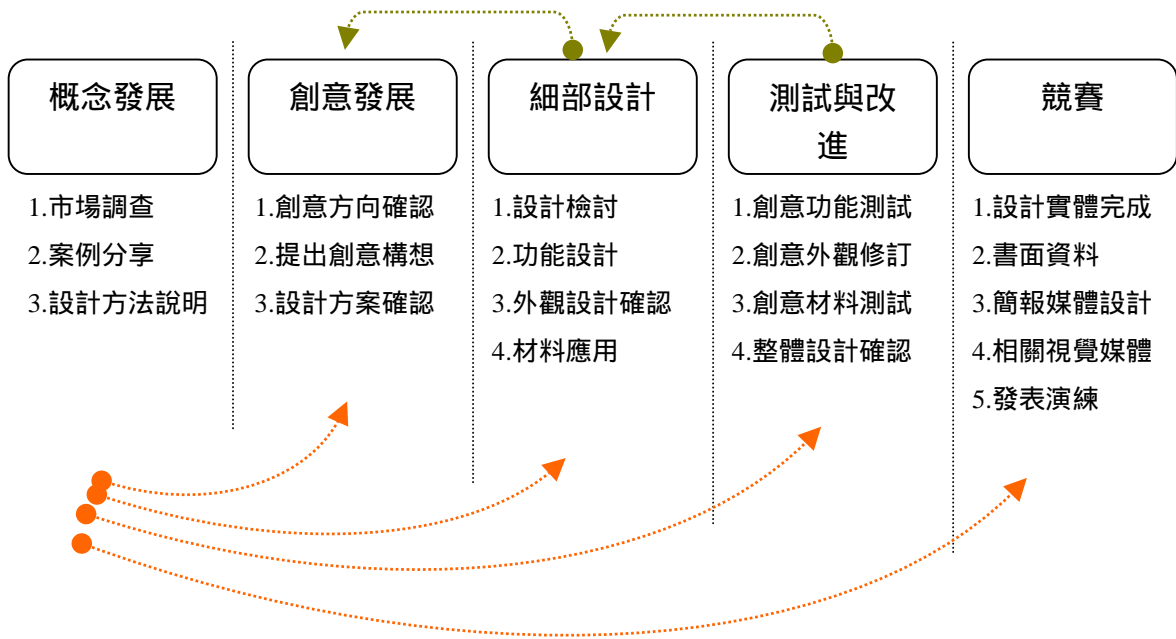 概念發展
1.市場調查
2.案例分享
3.設計方法說明
創意發展
1.創意方向確認
2.提出創意構想
3.設計方案確認
細部設計
1.設計檢討
2.功能設計
3.外觀設計確認
4.材料應用
測試與改
進
1.創意功能測試
2.創意外觀修訂
3.創意材料測試
4.整體設計確認
競賽
1.設計實體完成
2.書面資料
3.簡報媒體設計
4.相關視覺媒體
5.發表演練